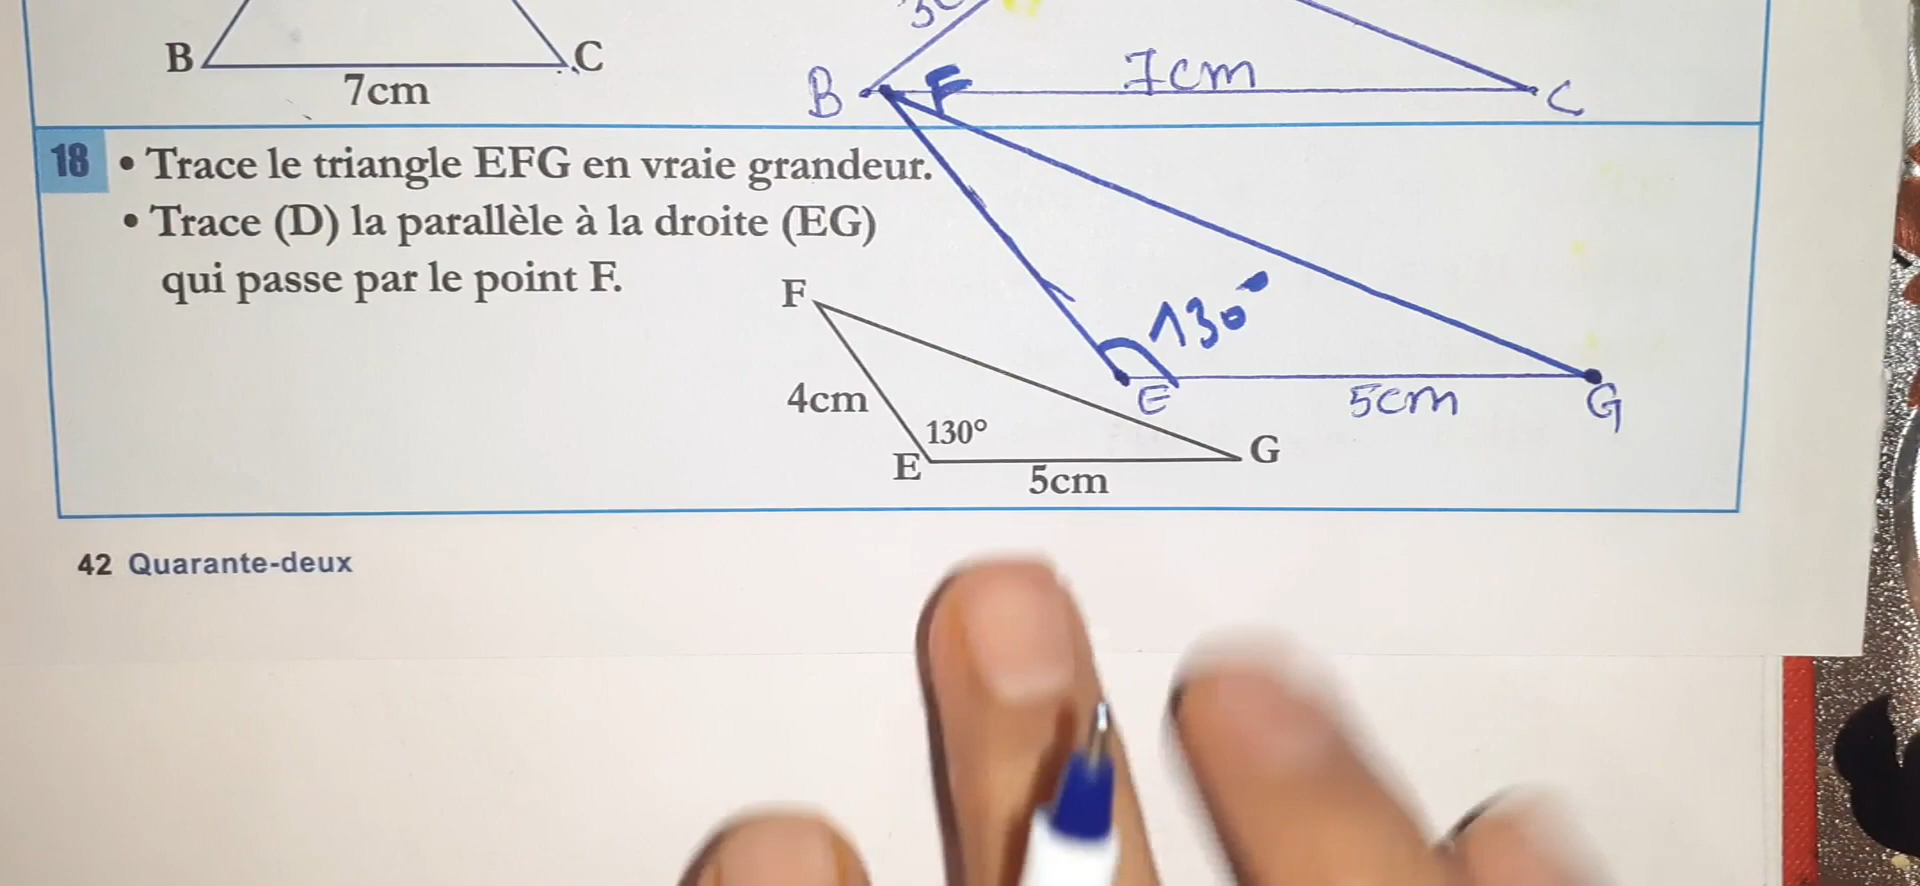 B
C
7cm
B
F
7cm
C
18 • Trace le triangle EFG en vraie grandeur.
• Trace (D) la parallèle à la droite (EG)
qui passe par le point F.
F
130°
4cm
E
5cm
G
130°
E
G
5cm
42 Quarante-deux